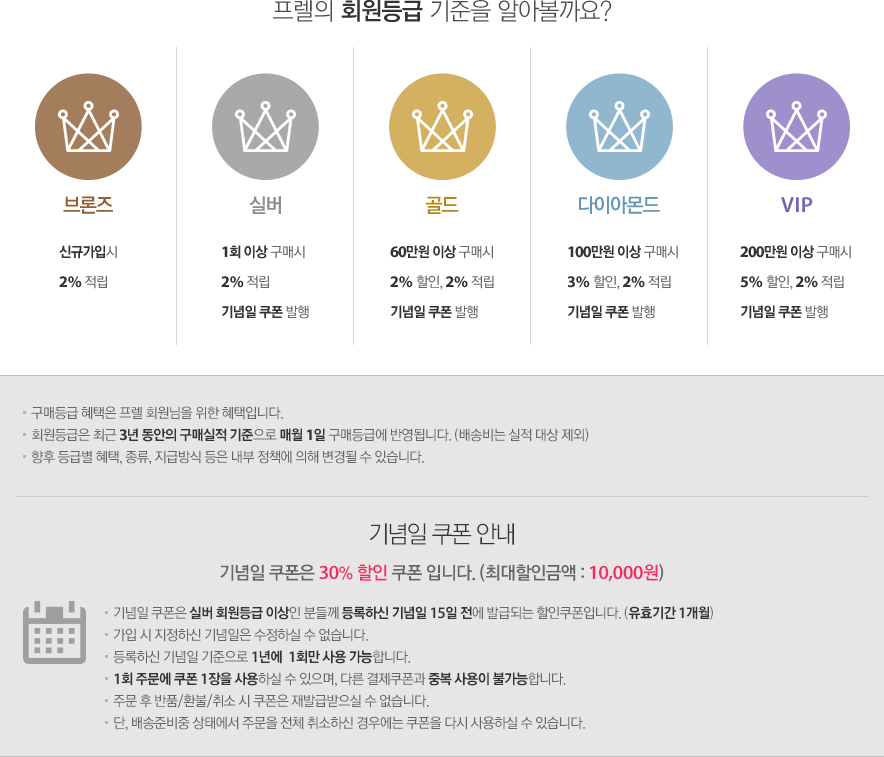 프렐의 회원등급 기준을 알아볼까요?
브론즈
신규가입시
2% 적립
실버
1회 이상 구매시
2% 적립
기념일 쿠폰 발행
골드
60만원 이상 구매시
2% 할인, 2% 적립
기념일 쿠폰 발행
다이아몬드
100만원 이상 구매시
3% 할인, 2% 적립
기념일 쿠폰 발행
VIP
200만원 이상 구매시
5% 할인, 2% 적립
기념일 쿠폰 발행
구매등급 혜택은 프렐 회원님을 위한 혜택입니다.
회원등급은 최근 3년 동안의 구매실적 기준으로 매월 1일 구매등급에 반영됩니다. (배송비는 실적 대상 제외)
향후 등급별 혜택, 종류, 지급방식 등은 내부 정책에 의해 변경될 수 있습니다.
기념일 쿠폰 안내
기념일 쿠폰은 30% 할인 쿠폰 입니다. (최대할인금액 : 10,000원)
기념일 쿠폰은 실버 회원등급 이상인 분들께 등록하신 기념일 15일 전에 발급되는 할인쿠폰입니다. (유효기간 1개월)
가입 시 지정하신 기념일은 수정하실 수 없습니다.
등록하신 기념일 기준으로 1년에 1회만 사용 가능합니다.
1회 주문에 쿠폰 1장을 사용하실 수 있으며, 다른 결제쿠폰과 중복 사용이 불가능합니다.
주문 후 반품/환불/취소 시 쿠폰은 재발급받으실 수 없습니다.
단, 배송준비중 상태에서 주문을 전체 취소하신 경우에는 쿠폰을 다시 사용하실 수 있습니다.